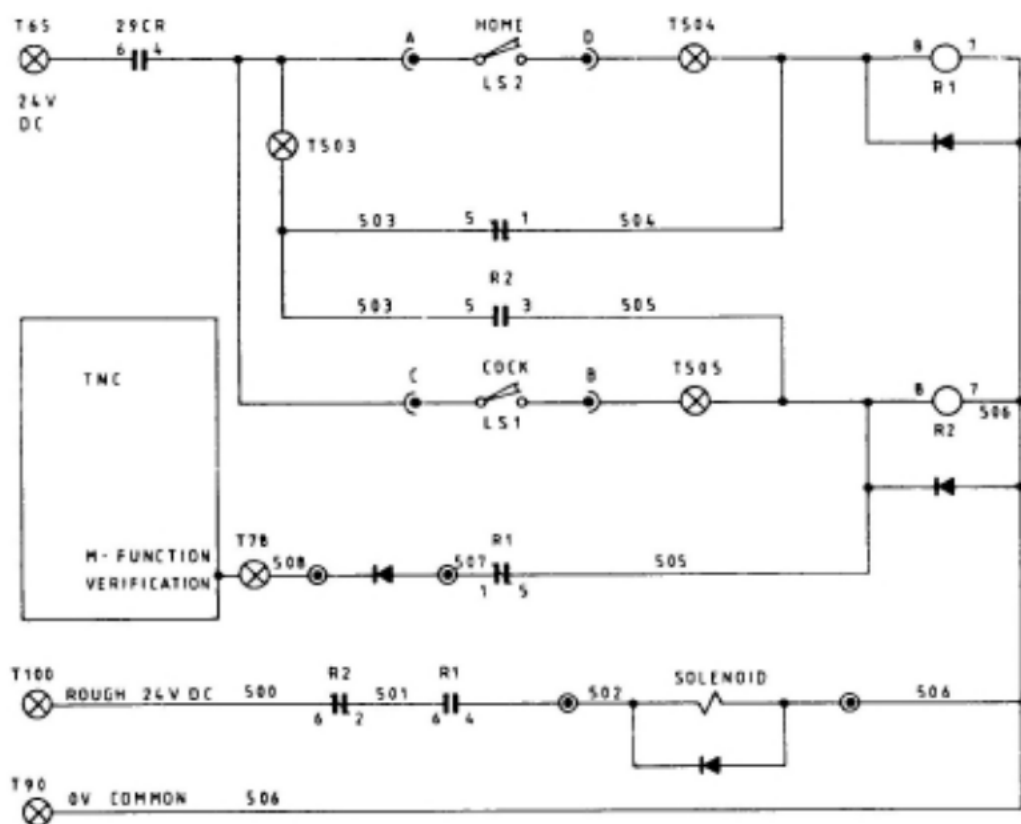 T65 29CR HOME T504
6 4 A D 8 7
LS2 R1
24V
DC
T503
503 5 1 504
R2
503 5 3 505
TNC COCK T505
C B 8 7
LS1 R2 506
M-FUNCTION T78 R1
VERIFICATION 508 507 505
1 5
T100 R2 R1 SOLENOID
ROUGH 24V DC 500 501 502 506
6 2 6 4
T90
0V COMMON 506